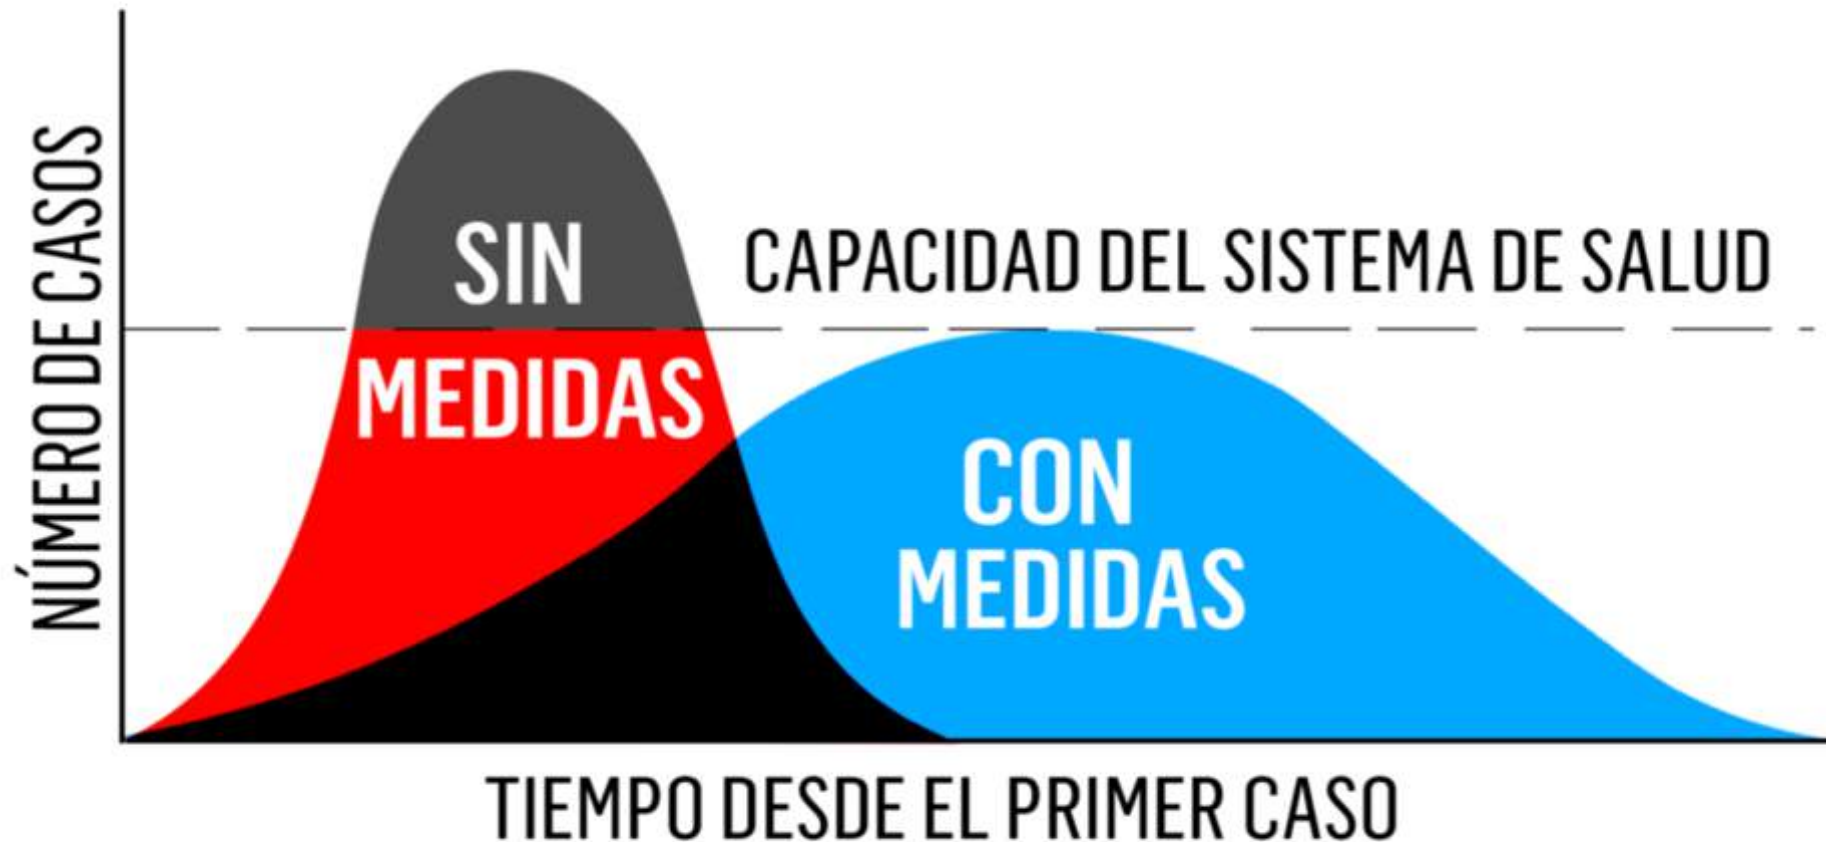 NÚMERO DE CASOS
SIN
MEDIDAS
CAPACIDAD DEL SISTEMA DE SALUD
CON
MEDIDAS
TIEMPO DESDE EL PRIMER CASO